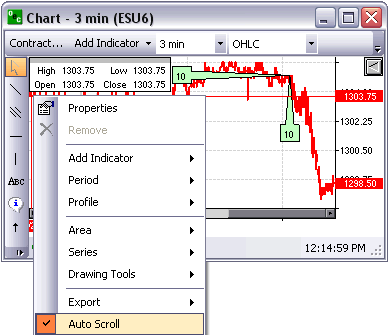 Chart - 3 min (ESU6)
Contract... Add Indicator 3 min OHLC
High 1303.75 Low 1303.75
Open 1303.75 Close 1303.75
10
1303.75
1302.25
10
1300.50
1298.50
ABC
Properties
Remove
Add Indicator
Period
Profile
Area
Series
Drawing Tools
Export
Auto Scroll
12:14:59 PM